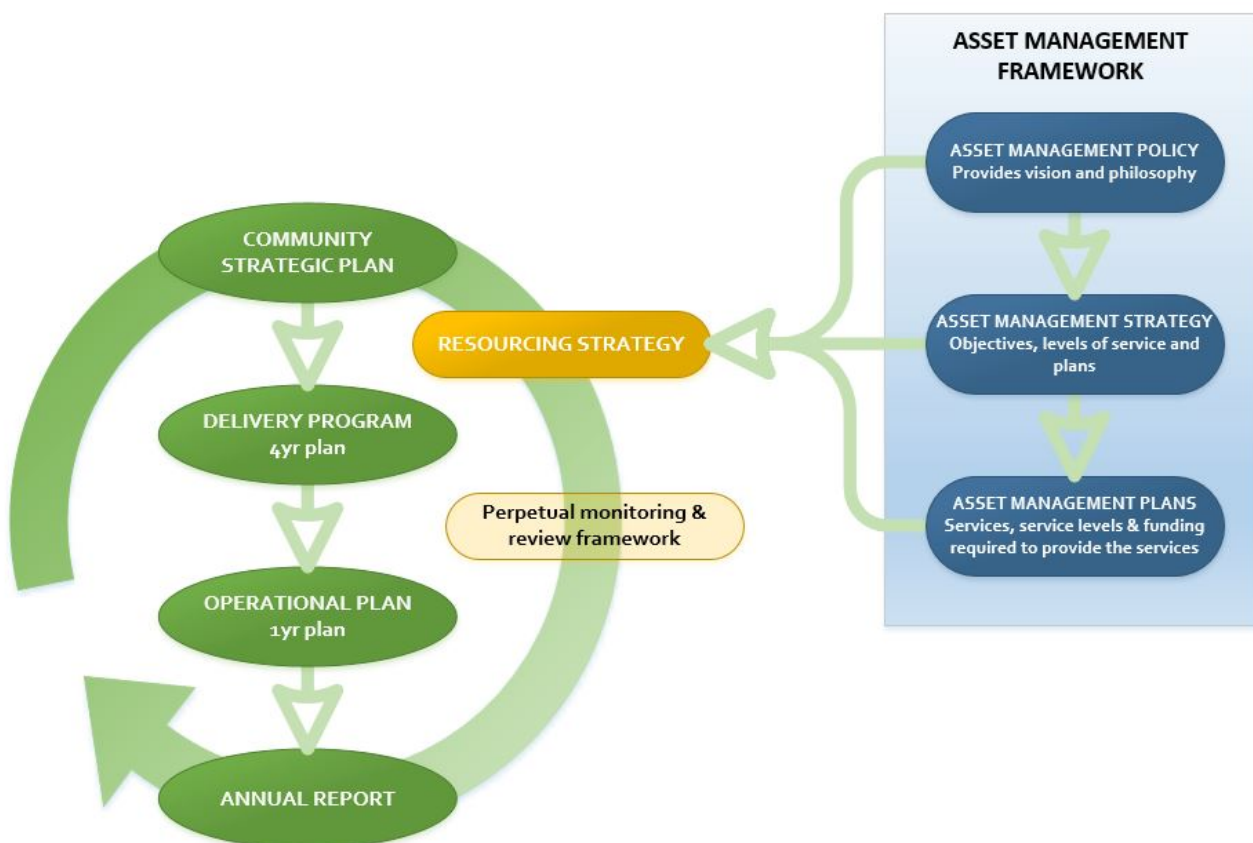 ASSET MANAGEMENT
FRAMEWORK
ASSET MANAGEMENT POLICY
Provides vision and philosophy
COMMUNITY
STRATEGIC PLAN
RESOURCING STRATEGY
ASSET MANAGEMENT STRATEGY
Objectives, levels of service and
plans
DELIVERY PROGRAM
4yr plan
Perpetual monitoring &
review framework
ASSET MANAGEMENT PLANS
Services, service levels & funding
required to provide the services
OPERATIONAL PLAN
1yr plan
ANNUAL REPORT